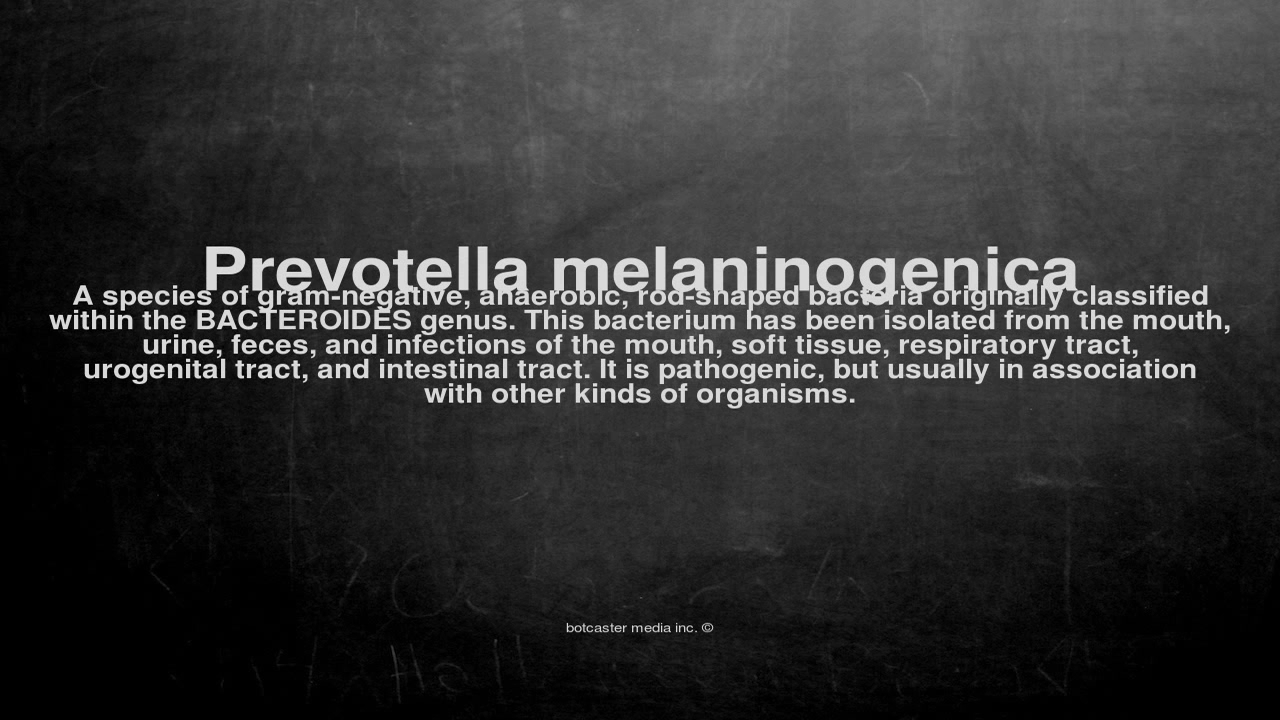 Prevotella melaninogenica
A species of gram-negative, anaerobic, rod-shaped bacteria originally classified
within the BACTEROIDES genus. This bacterium has been isolated from the mouth,
urine, feces, and infections of the mouth, soft tissue, respiratory tract,
urogenital tract, and intestinal tract. It is pathogenic, but usually in association
with other kinds of organisms.
botcaster media inc. ©